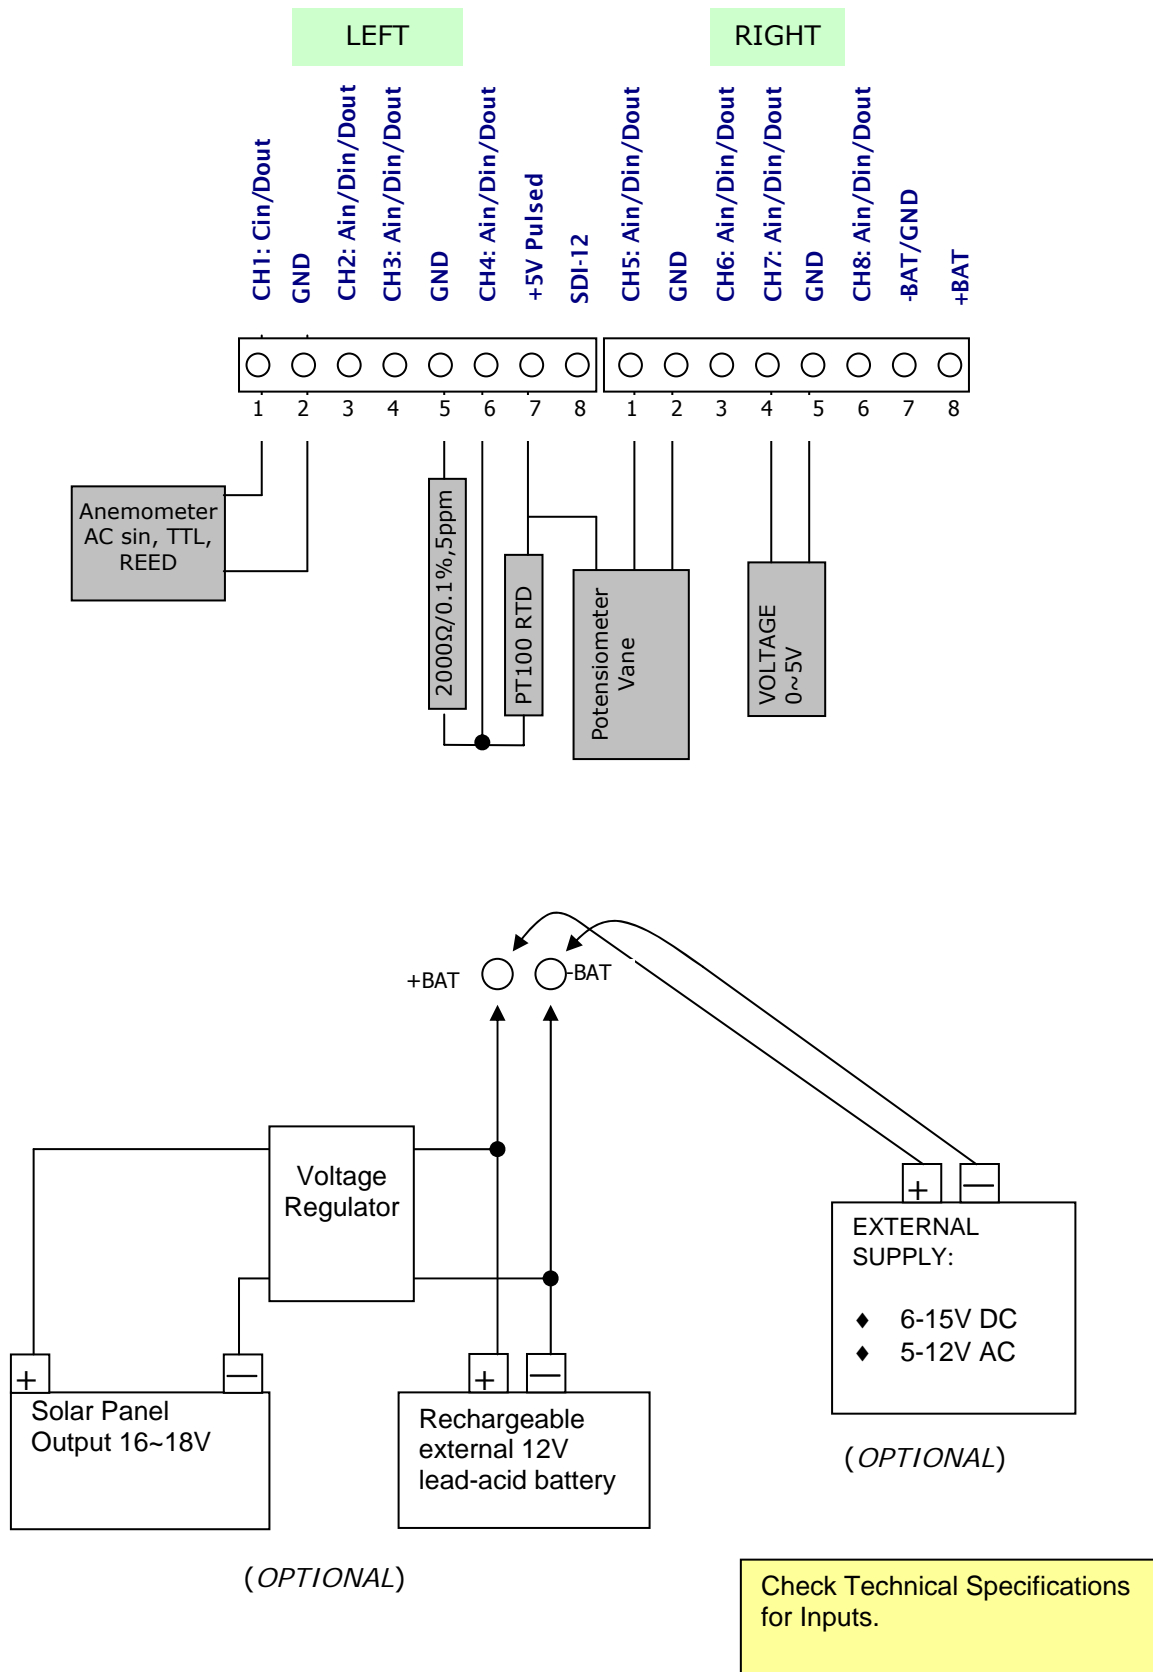 LEFT
RIGHT
CH1: Cin/Dout
GND
CH2: Ain/Din/Dout
CH3: Ain/Din/Dout
GND
CH4: Ain/Din/Dout
+5V Pulsed
SDI-12
CH5: Ain/Din/Dout
GND
CH6: Ain/Din/Dout
CH7: Ain/Din/Dout
GND
CH8: Ain/Din/Dout
-BAT/GND
+BAT
1 2 3 4 5 6 7 8 1 2 3 4 5 6 7 8
Anemometer
AC sin, TTL,
REED
2000Ω/0.1%,5ppm
PT100 RTD
Potensiometer
Vane
VOLTAGE
0~5V
+BAT
-BAT
Voltage
Regulator
+ —
EXTERNAL
SUPPLY:
♦ 6-15V DC
♦ 5-12V AC
(OPTIONAL)
+ —
Solar Panel
Output 16~18V
+ —
Rechargeable
external 12V
lead-acid battery
(OPTIONAL)
Check Technical Specifications
for Inputs.